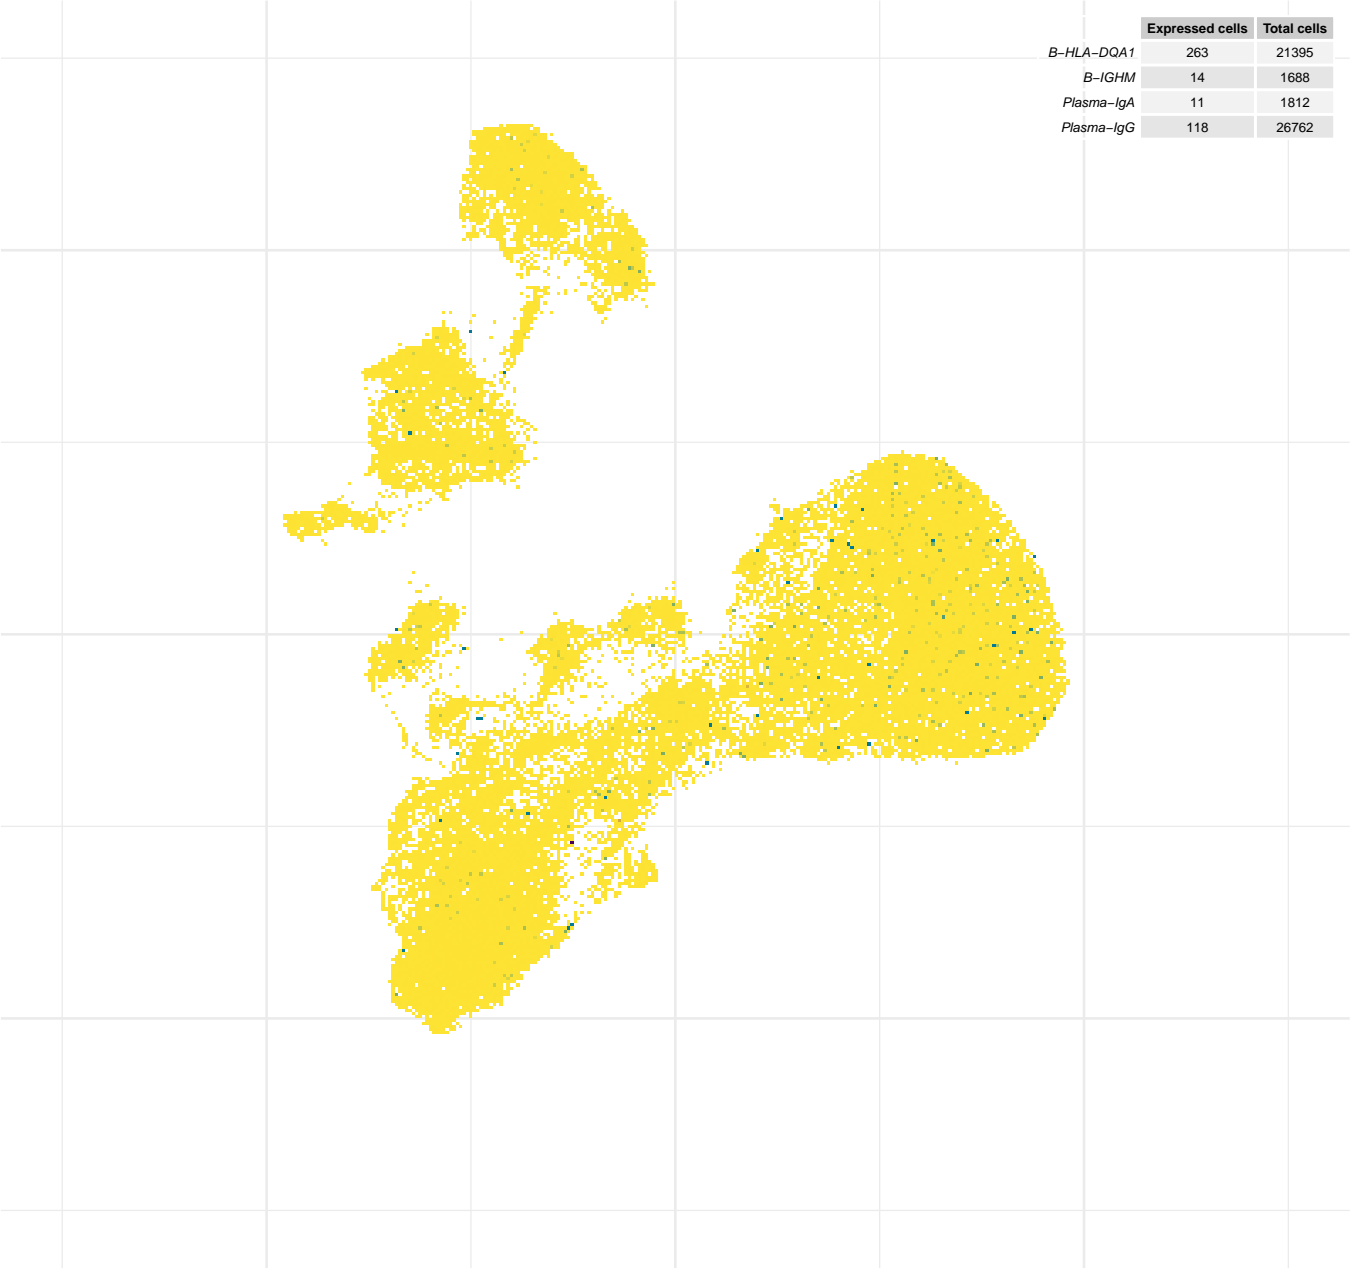 Expressed cells Total cells
B−HLA−DQA1 263 21395
B−IGHM 14 1688
Plasma−IgA 11 1812
Plasma−IgG 118 26762